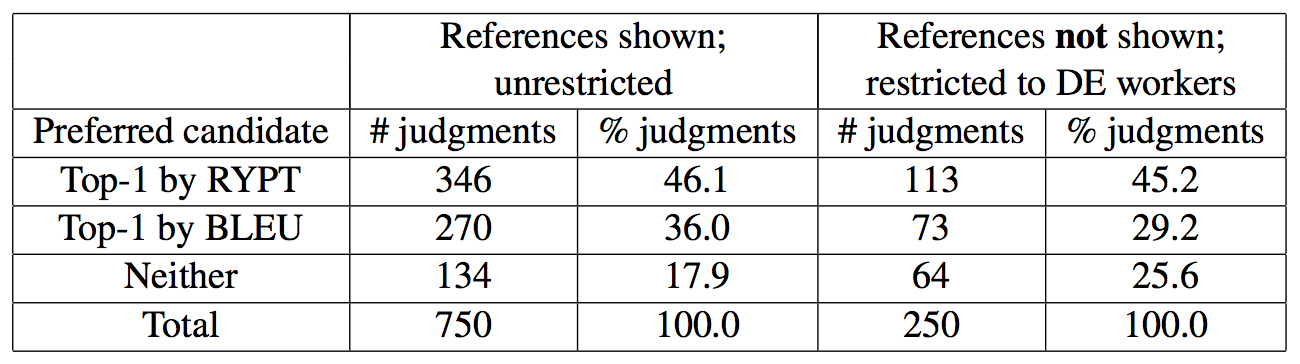 References shown; References not shown;
unrestricted restricted to DE workers
Preferred candidate # judgments % judgments # judgments % judgments
Top-1 by RYPT 346 46.1 113 45.2
Top-1 by BLEU 270 36.0 73 29.2
Neither 134 17.9 64 25.6
Total 750 100.0 250 100.0